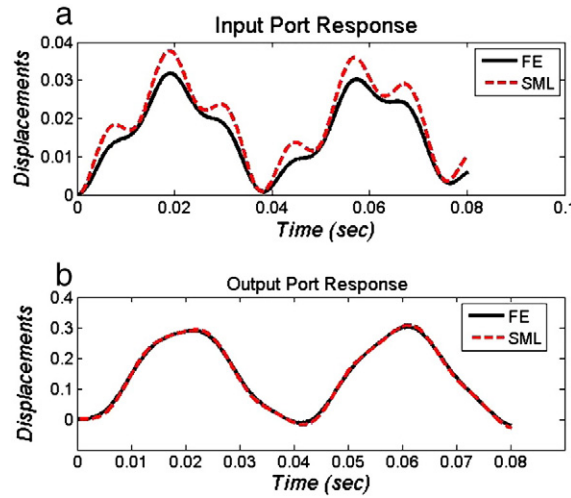 a
Input Port Response
0.04
0.03
0.02
0.01
0
Displacements
FE
SML
0
0.02
0.04
0.06
0.08
0.1
Time (sec)
b
Output Port Response
0.4
0.3
0.2
0.1
0
Displacements
FE
SML
0
0.01
0.02
0.03
0.04
0.05
0.06
0.07
0.08
Time (sec)